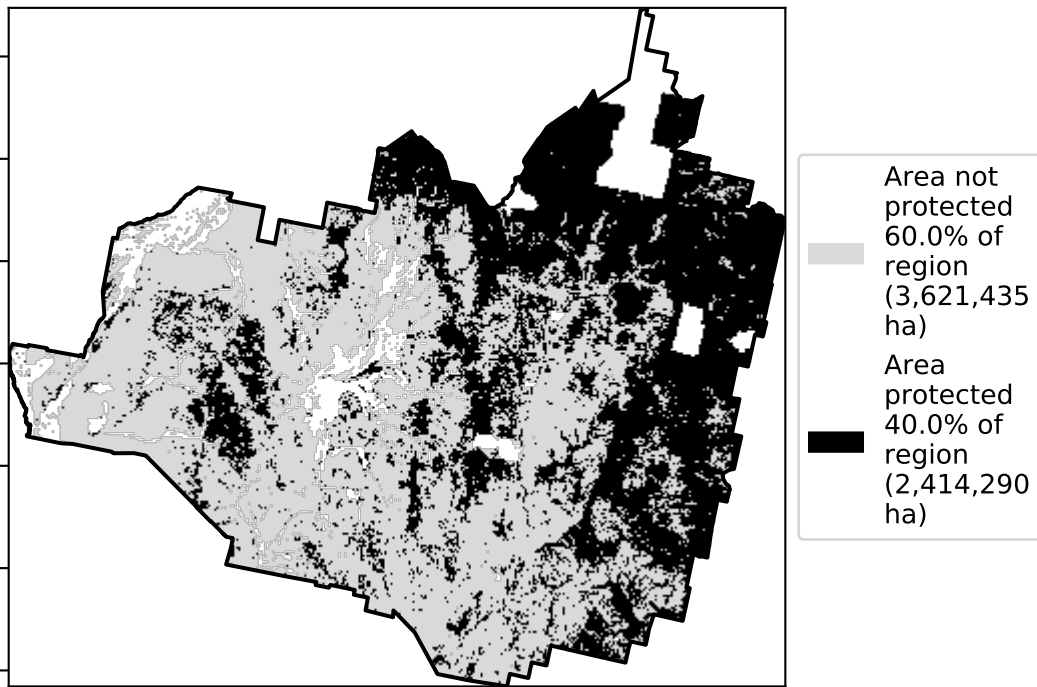 Area not
protected
60.0% of
region
(3,621,435
ha)
Area
protected
40.0% of
region
(2,414,290
ha)